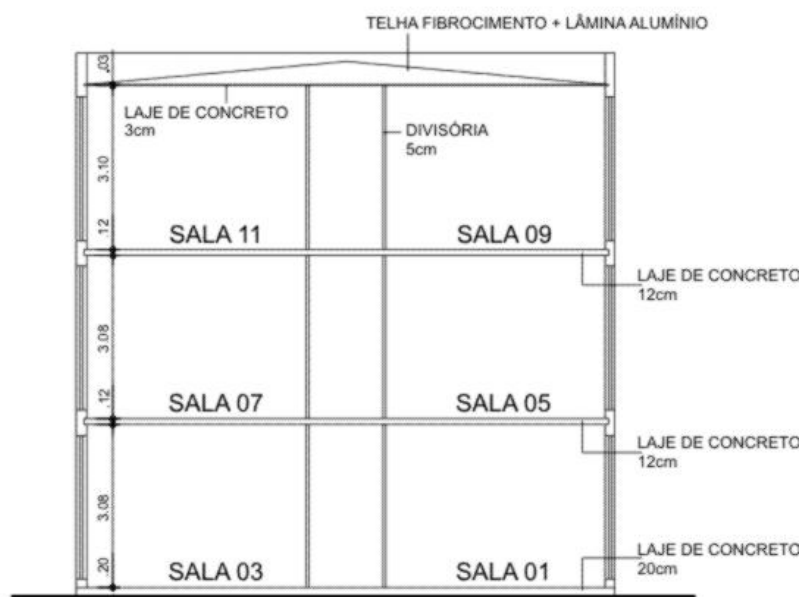 TELHA FIBROCIMENTO + LÂMINA ALUMÍNIO
.03
LAJE DE CONCRETO
3cm
DIVISÓRIA
5cm
3.10
.12
SALA 11
SALA 09
LAJE DE CONCRETO
12cm
3.08
.12
SALA 07
SALA 05
LAJE DE CONCRETO
12cm
3.08
.20
SALA 03
SALA 01
LAJE DE CONCRETO
20cm